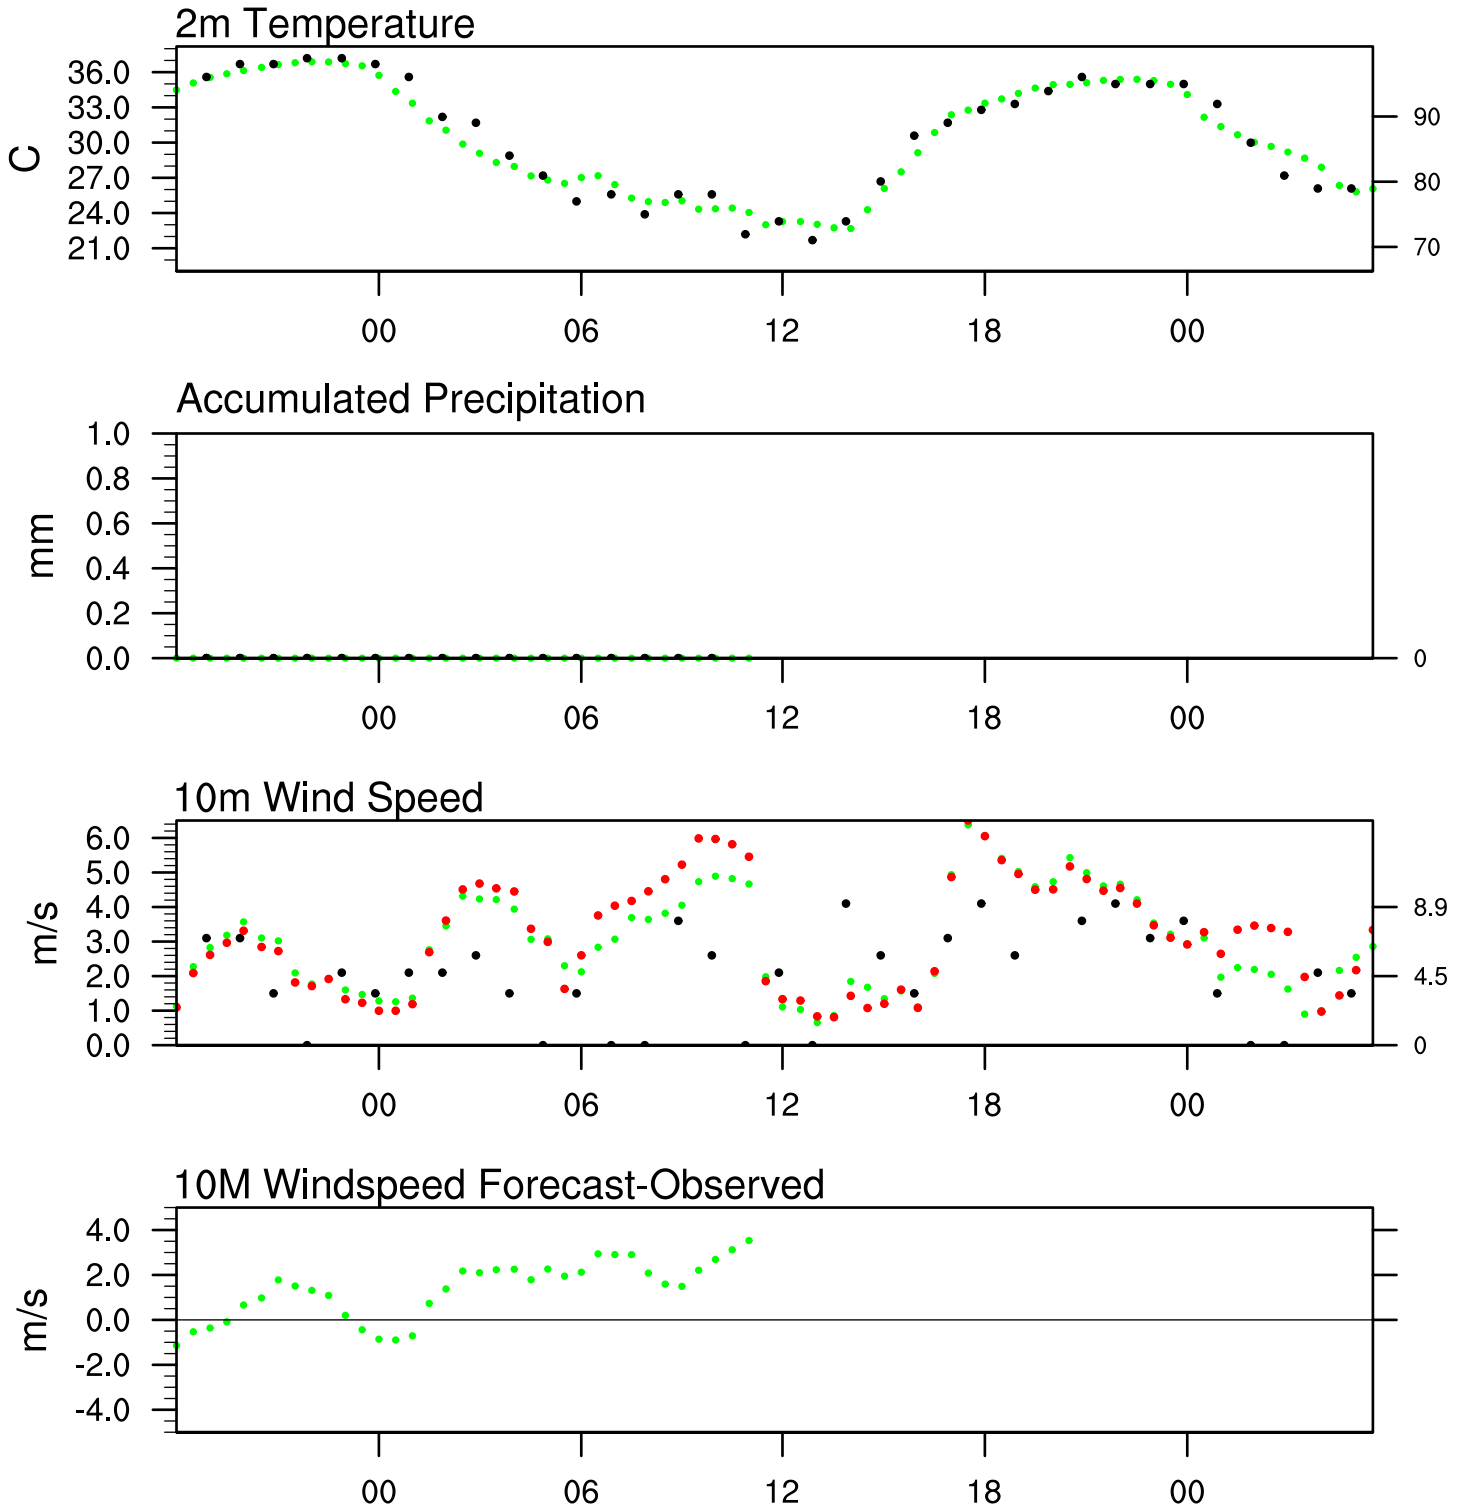 2m Temperature
36.0
33.0
30.0
27.0
24.0
21.0
C
90
80
70
00 06 12 18 00
Accumulated Precipitation
1.0
0.8
0.6
0.4
0.2
0.0
mm
0
00 06 12 18 00
10m Wind Speed
6.0
5.0
4.0
3.0
2.0
1.0
0.0
m/s
8.9
4.5
0
00 06 12 18 00
10M Windspeed Forecast-Observed
4.0
2.0
0.0
-2.0
-4.0
m/s
00 06 12 18 00